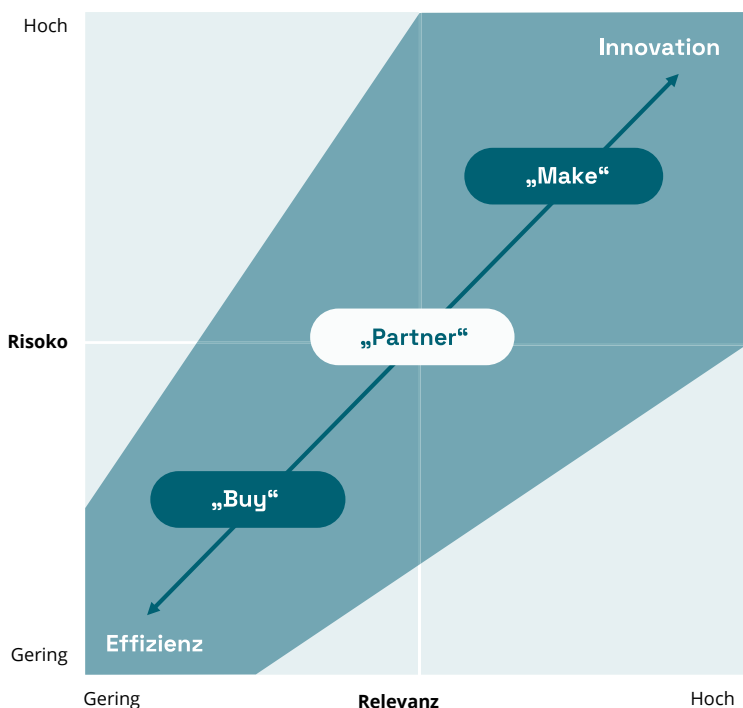 Hoch
Innovation
„Make“
Risoko
„Partner“
„Buy“
Effizienz
Gering
Gering
Relevanz
Hoch